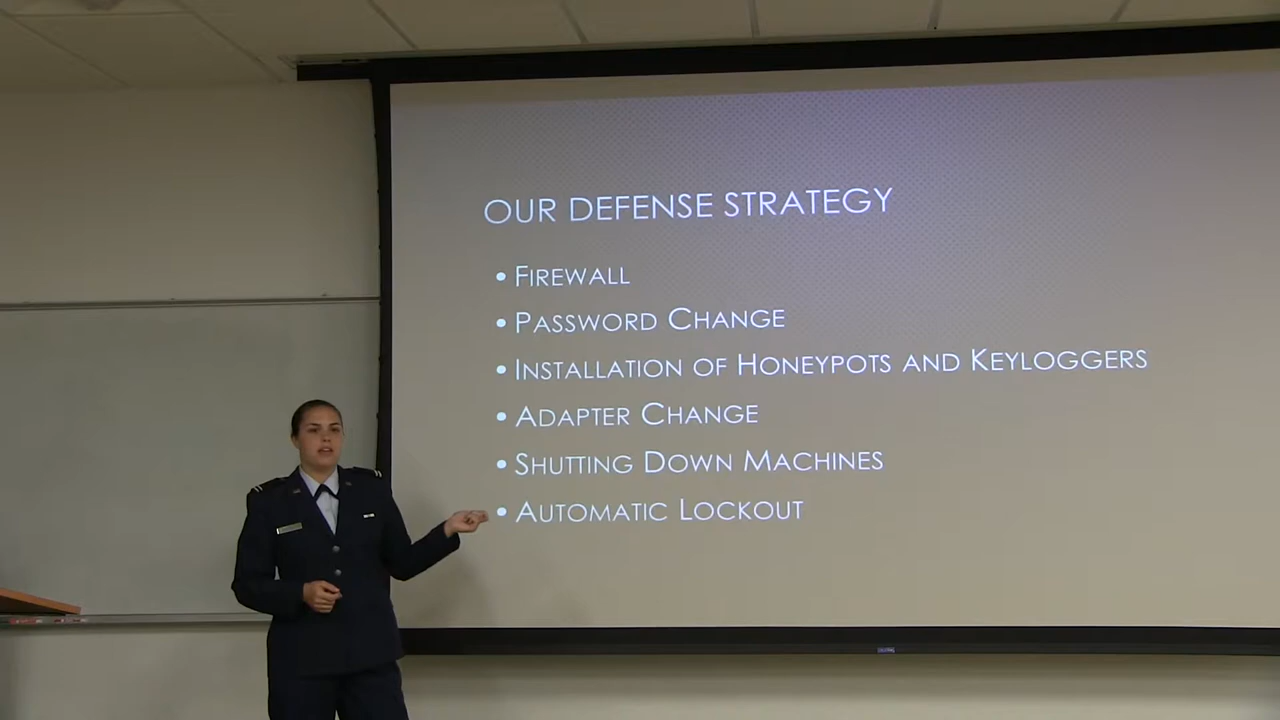 OUR DEFENSE STRATEGY
• FIREWALL
• PASSWORD CHANGE
• INSTALLATION OF HONEYPOTS AND KEYLOGGERS
• ADAPTER CHANGE
• SHUTTING DOWN MACHINES
• AUTOMATIC LOCKOUT